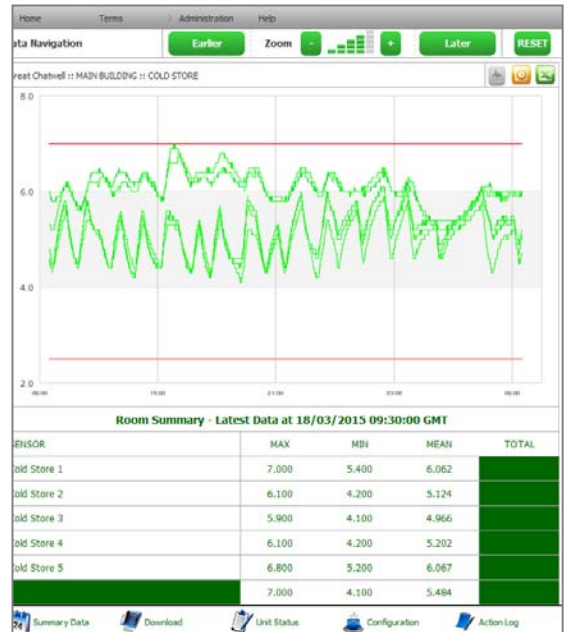 Home Terms > Administration Help
ata Navigation Earlier Zoom - + Later RESET
reat Chatwell :: MAIN BUILDING :: COLD STORE
8.0
6.0
4.0
2.0
15:00 21:00 03:00
Room Summary - Latest Data at 18/03/2015 09:30:00 GMT
ENSOR MAX MIN MEAN TOTAL
old Store 1 7.000 5.400 6.062
old Store 2 6.100 4.200 5.124
old Store 3 5.900 4.100 4.966
old Store 4 6.100 4.200 5.202
old Store 5 6.800 5.200 6.067
7.000 4.100 5.484
24 Summary Data Download Unit Status Configuration Action Log